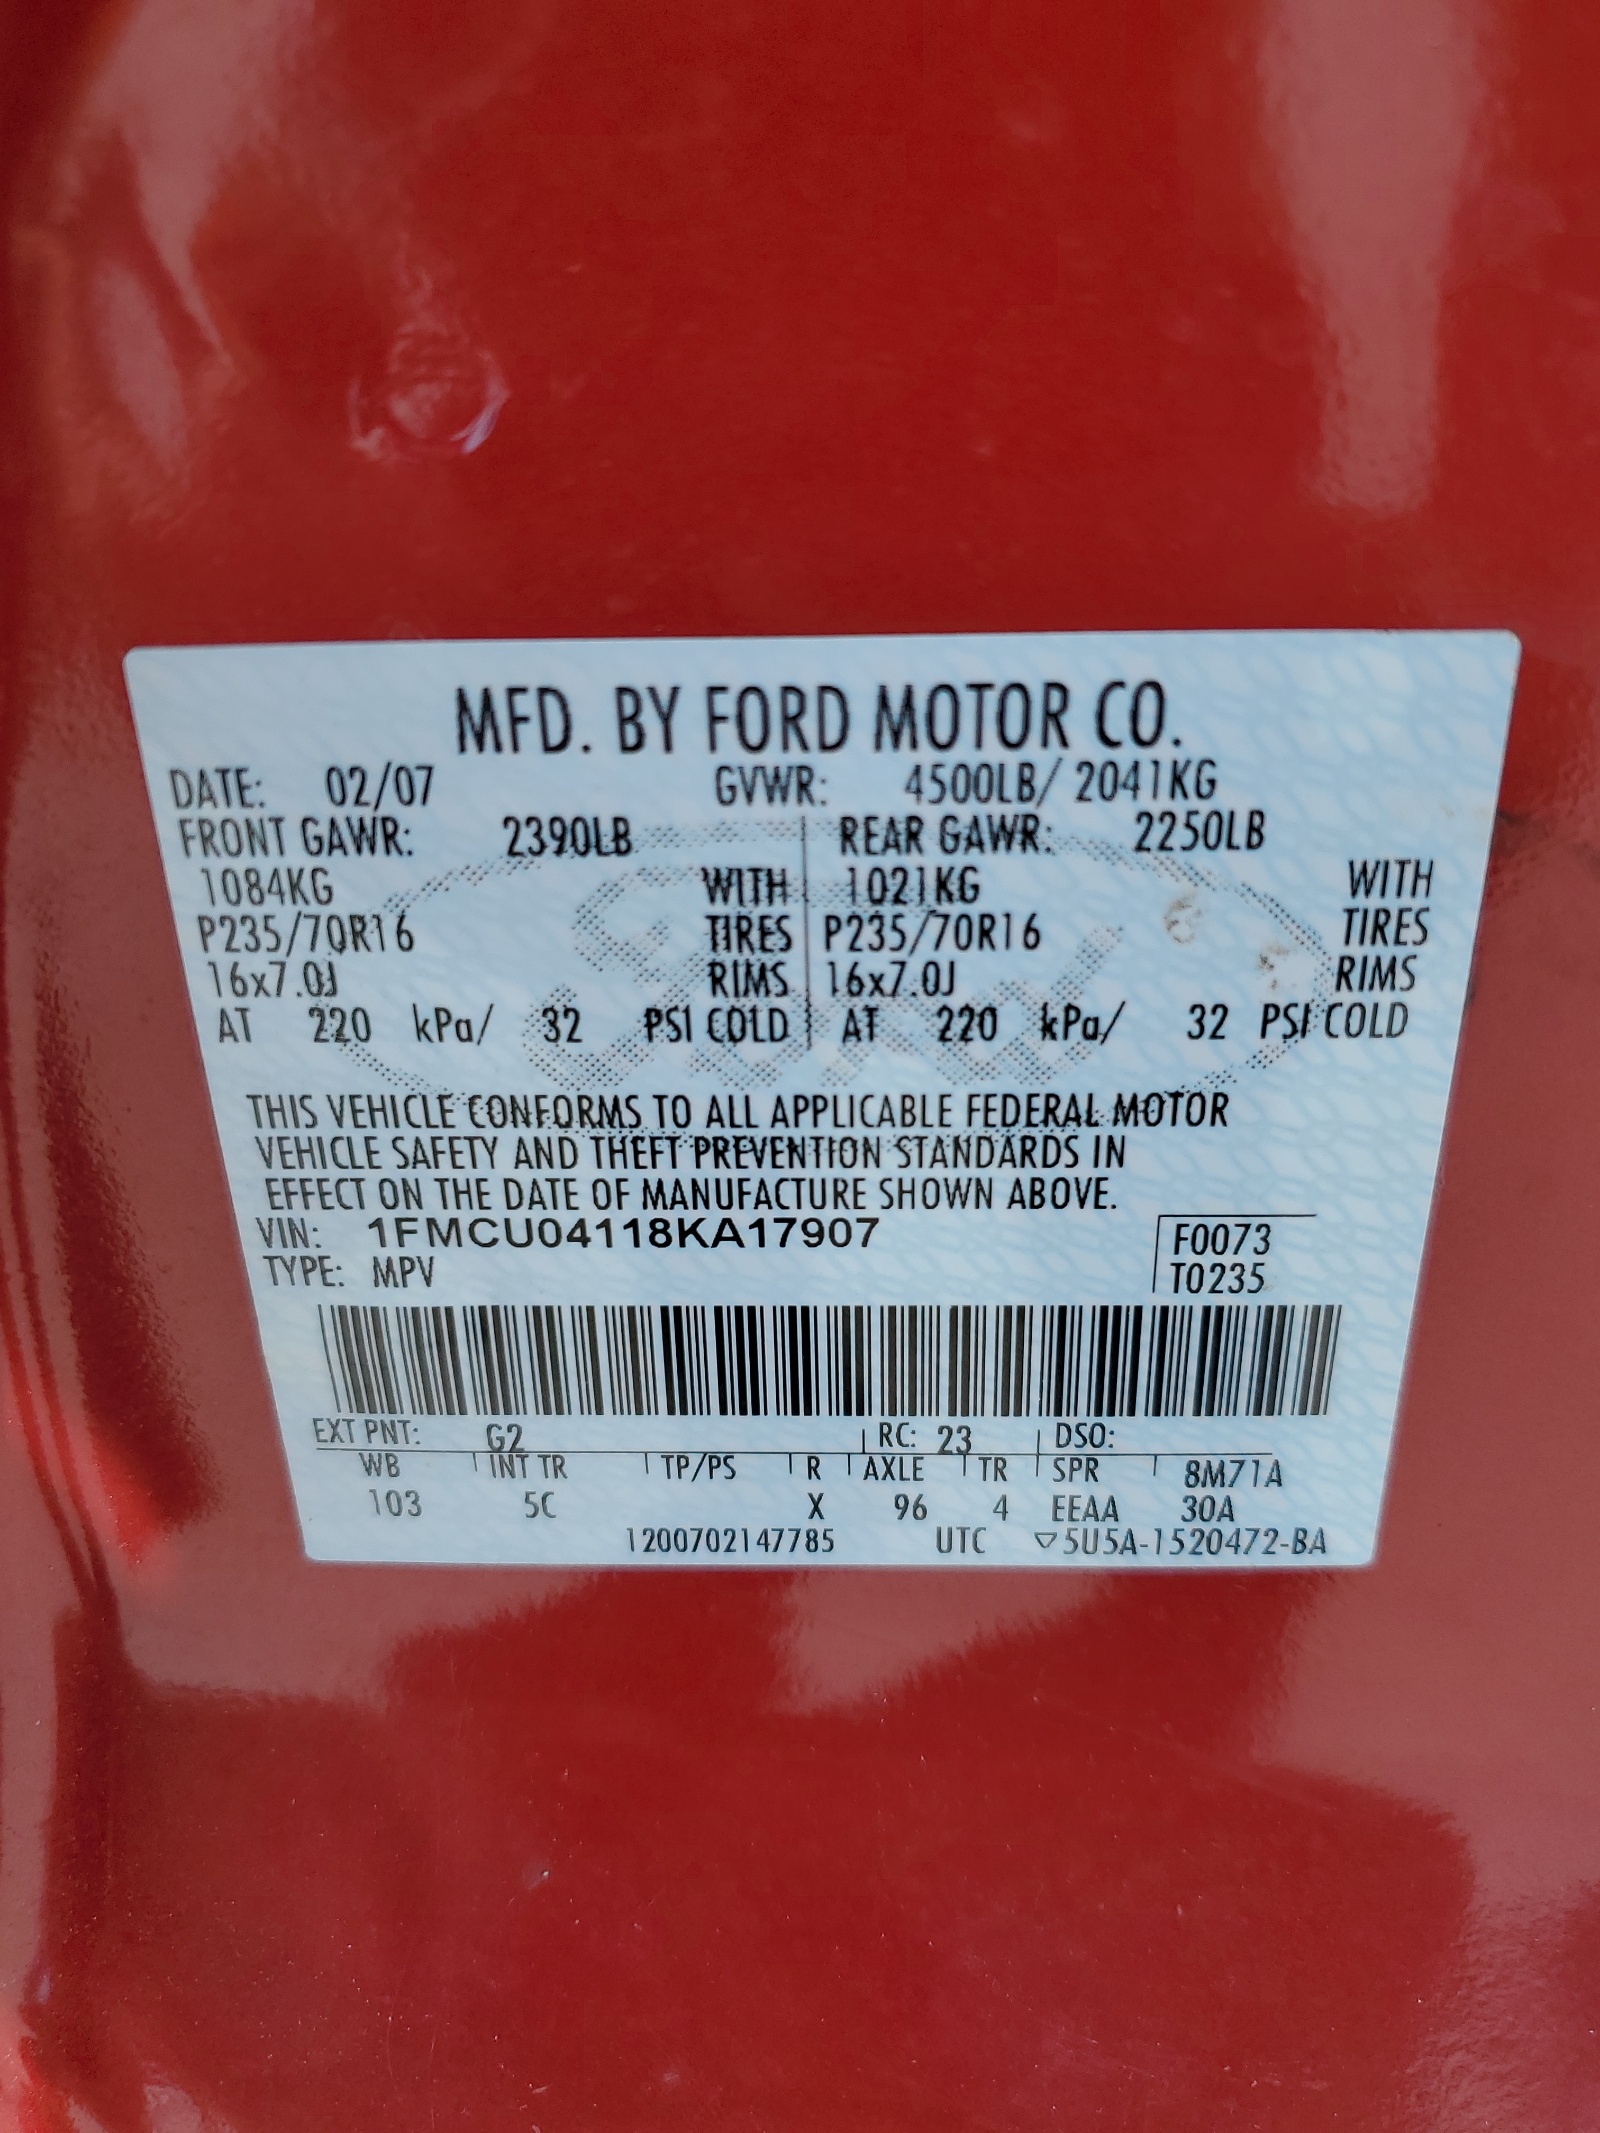 MFD. BY FORD MOTOR CO.
DATE: 02/07 GVWR: 4500LB/ 2041KG
FRONT GAWR: 2390LB REAR GAWR: 2250LB
1084KG WITH 1021KG WITH
P235/70R16 TIRES P235/70R16 TIRES
16x7.0J RIMS 16x7.0J RIMS
AT 220 kPa/ 32 PSI COLD AT 220 kPa/ 32 PSI COLD
THIS VEHICLE CONFORMS TO ALL APPLICABLE FEDERAL MOTOR
VEHICLE SAFETY AND THEFT PREVENTION STANDARDS IN
EFFECT ON THE DATE OF MANUFACTURE SHOWN ABOVE.
VIN: 1FMCU04118KA17907 F0073
TYPE: MPV T0235
EXT PNT: G2 RC: 23 DSO:
WB INT TR TP/PS R AXLE TR SPR 8M71A
103 5C X 96 4 EEAA 30A
1200702147785 UTC ▽5U5A-1520472-BA